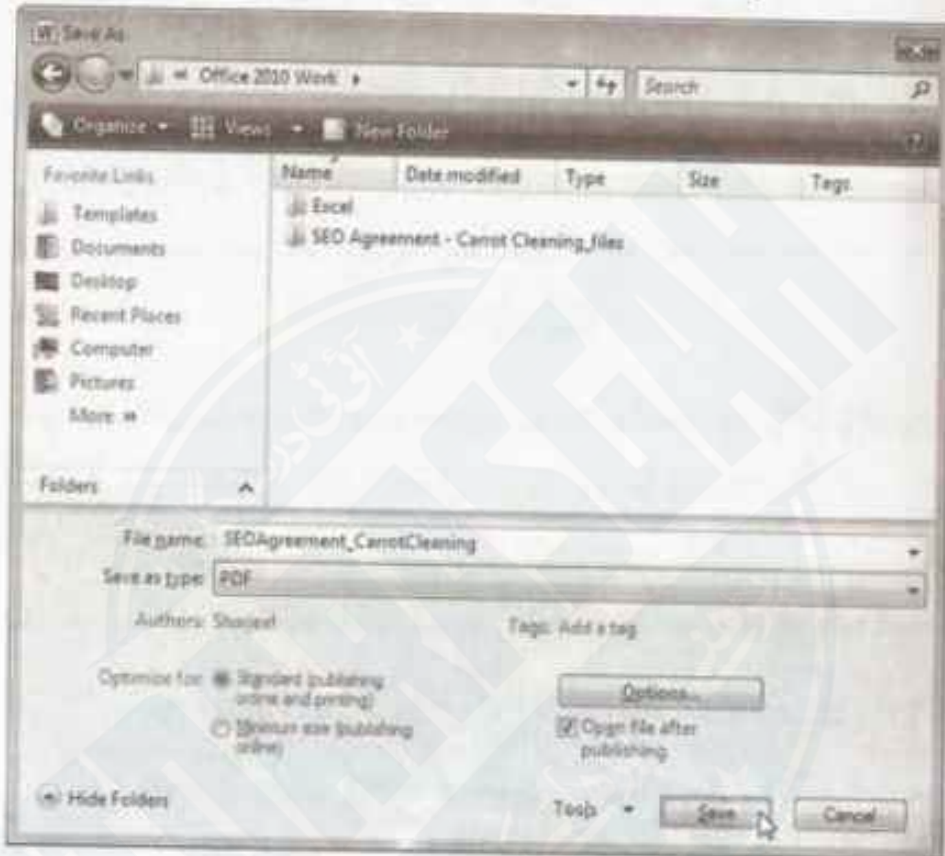 Save As
Office 2010 Work
Search
Organize
Views
New Folder
Favorite Links
Name
Date modified
Type
Size
Tags
Templates
Documents
Desktop
Recent Places
Computer
Pictures
More »
Excel
SEO Agreement - Carrot Cleaning_files
Folders
File name: SEOAgreement_CarrotCleaning
Save as type: PDF
Authors:
Tags: Add a tag
Optimize for:
Standard (publishing
online and printing)
Minimum size (publishing
online)
Options...
Open file after
publishing
Hide Folders
Tools
Save
Cancel